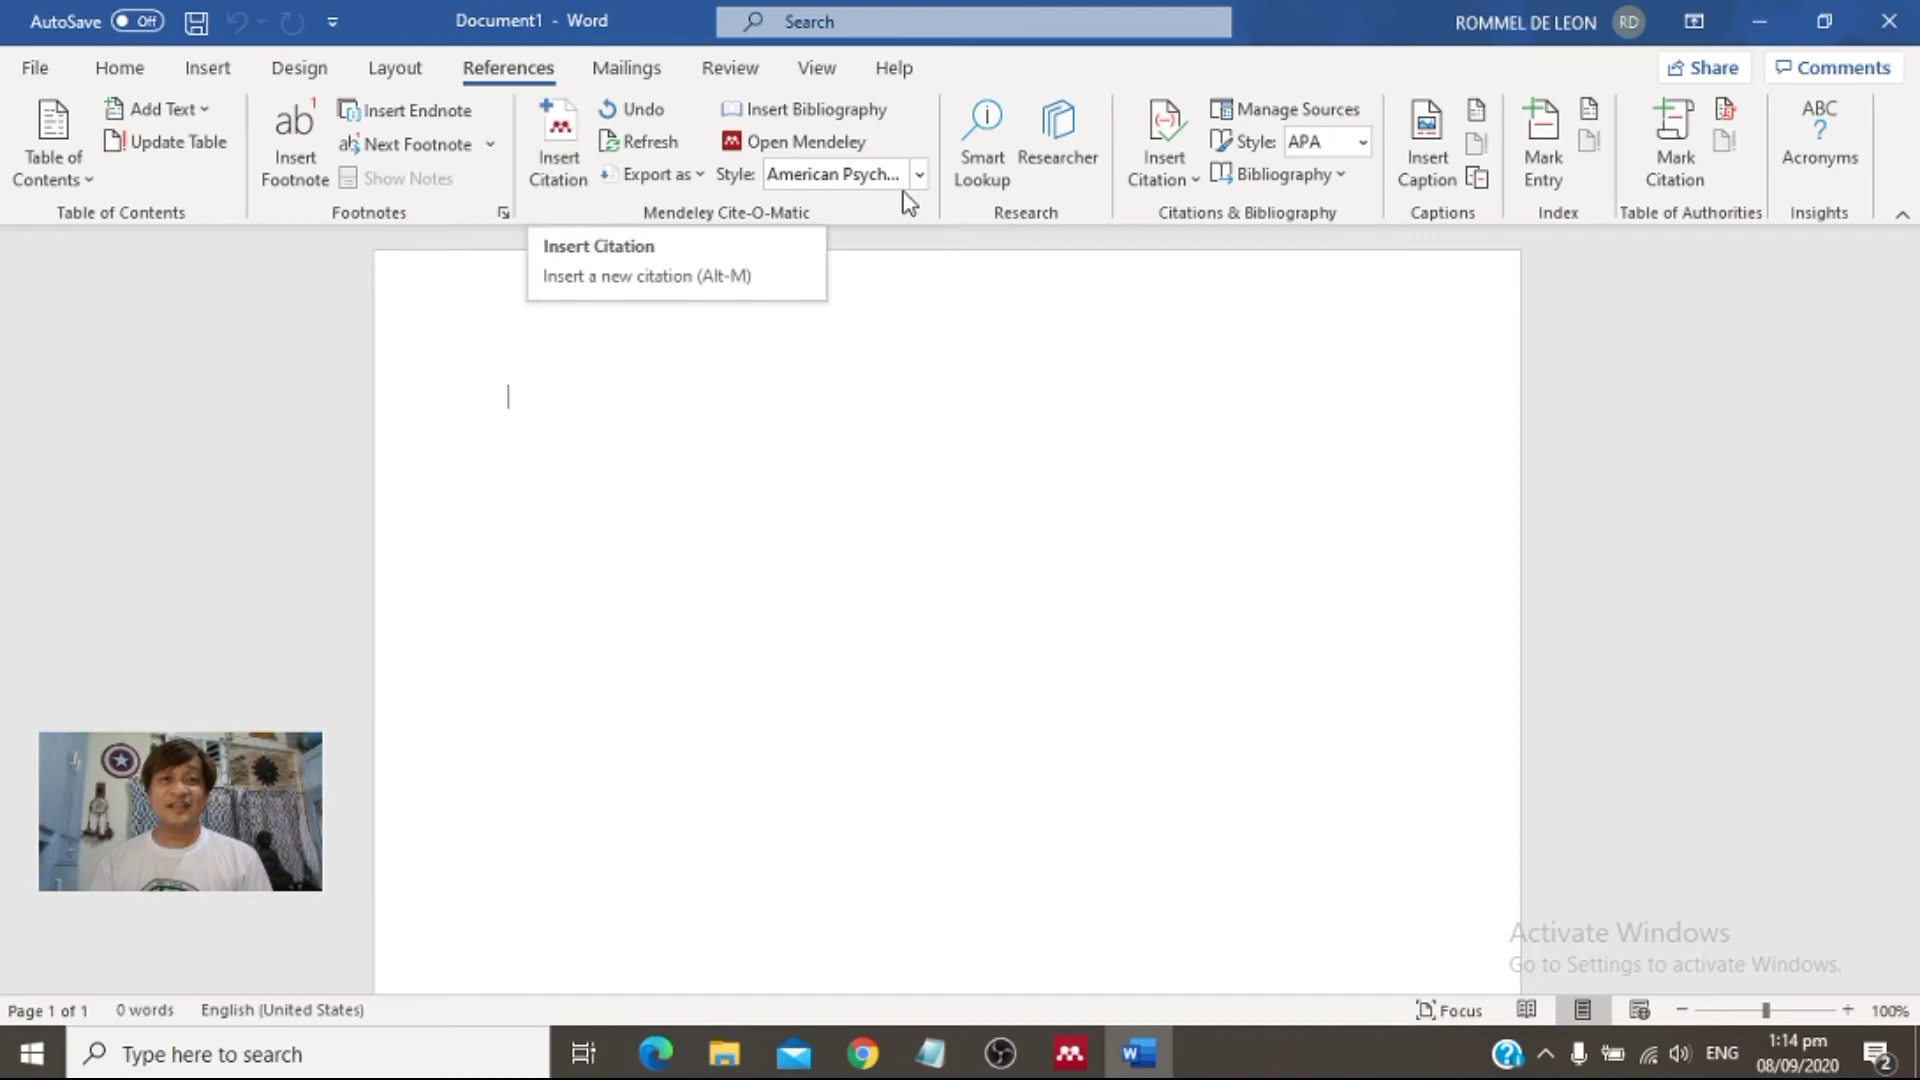 AutoSave Off Document1 - Word Search ROMMEL DE LEON RD
File Home Insert Design Layout References Mailings Review View Help Share Comments
Table of Contents
Add Text
Update Table
Table of Contents
ab 1
Insert Footnote
Insert Endnote
Next Footnote
Show Notes
Footnotes
Insert Citation
Undo
Refresh
Export as
Insert Bibliography
Open Mendeley
Style: American Psych...
Mendeley Cite-O-Matic
Smart Lookup
Researcher
Research
Insert Citation
Manage Sources
Style: APA
Bibliography
Citations & Bibliography
Insert Caption
Captions
Mark Entry
Index
Mark Citation
Table of Authorities
ABC
?
Acronyms
Insights
Insert Citation
Insert a new citation (Alt-M)
Activate Windows
Go to Settings to activate Windows.
Page 1 of 1 0 words English (United States) Focus 100%
Type here to search
W
ENG
1:14 pm
08/09/2020
2